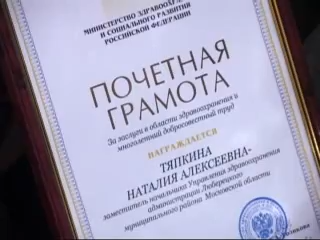 МИНИСТЕРСТВО ЗДРАВООХРАНЕНИЯ
И СОЦИАЛЬНОГО РАЗВИТИЯ
РОССИЙСКОЙ ФЕДЕРАЦИИ
ПОЧЕТНАЯ
ГРАМОТА
За заслуги в области здравоохранения и
многолетний добросовестный труд
НАГРАЖДАЕТСЯ
ТЯПКИНА
НАТАЛИЯ АЛЕКСЕЕВНА-
заместитель начальника Управления здравоохранения
администрации Люберецкого
муниципального района Московской области